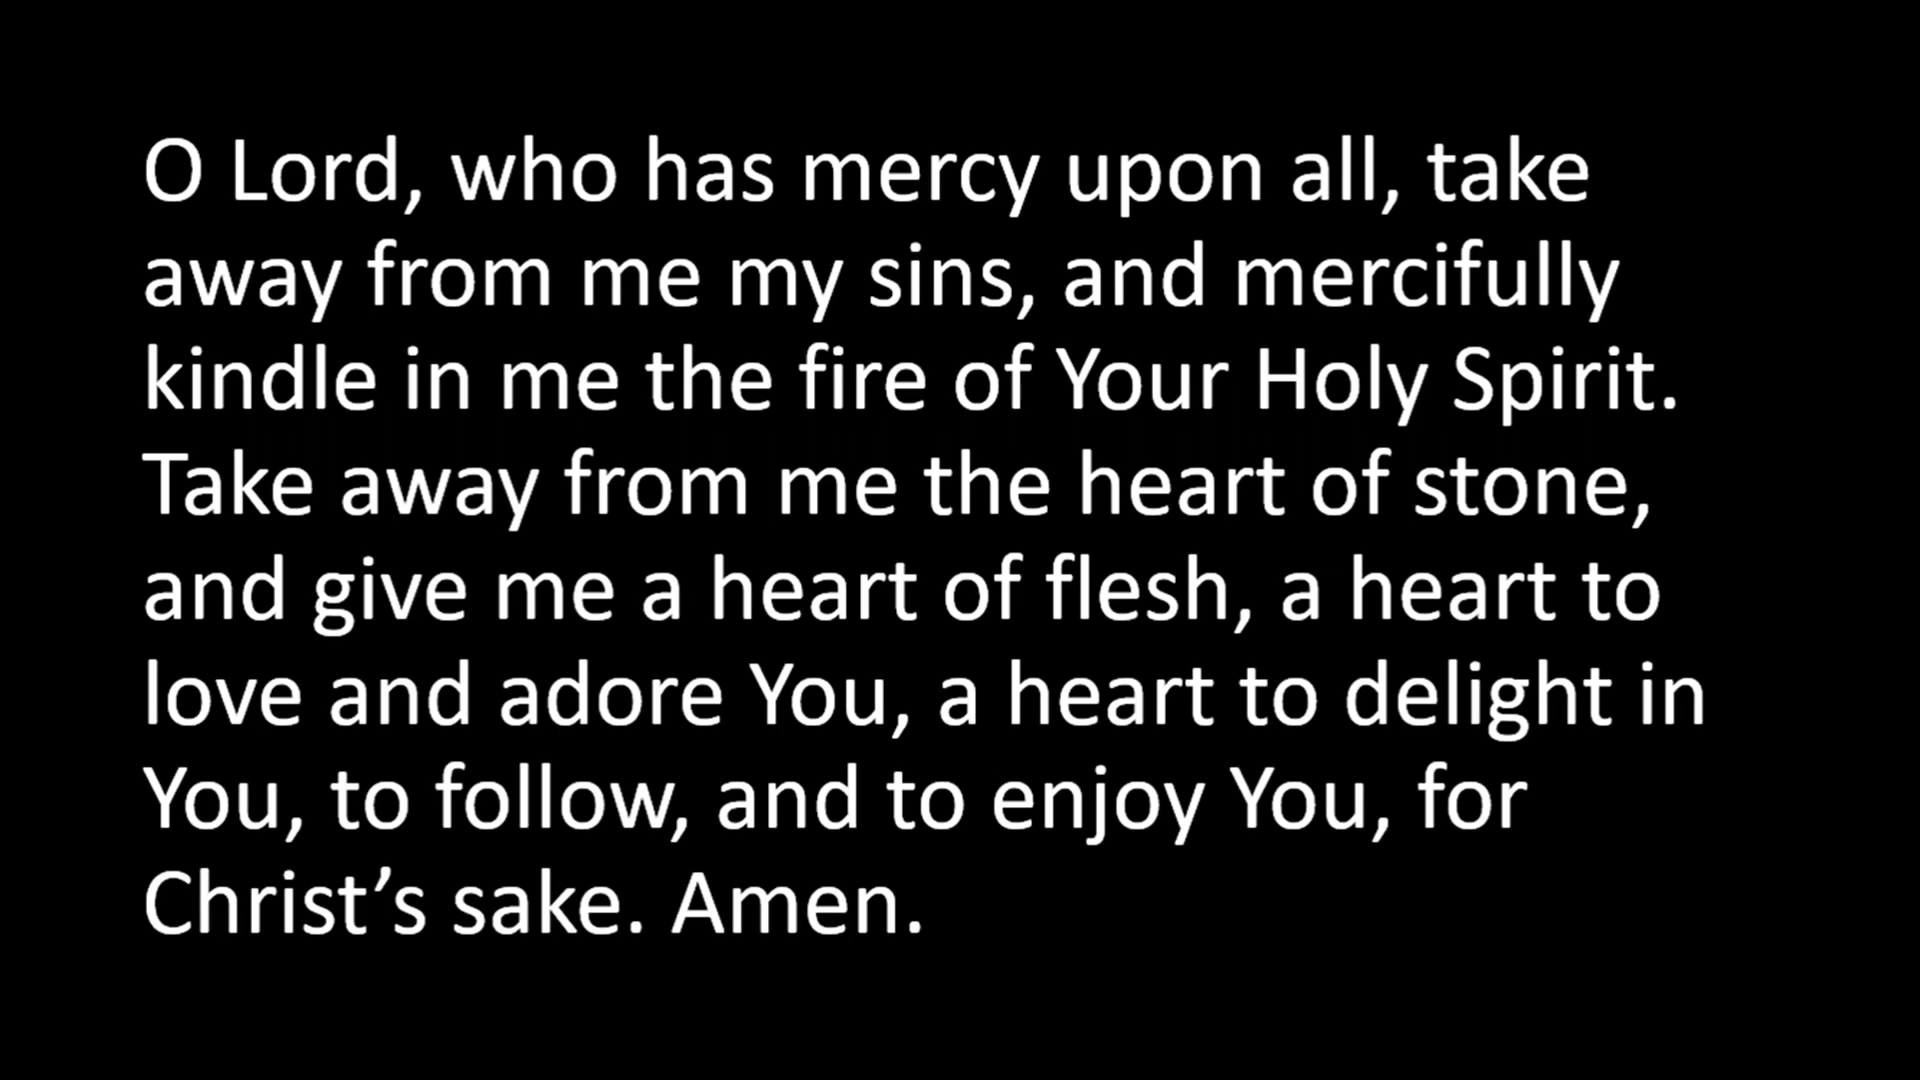 O Lord, who has mercy upon all, take
away from me my sins, and mercifully
kindle in me the fire of Your Holy Spirit.
Take away from me the heart of stone,
and give me a heart of flesh, a heart to
love and adore You, a heart to delight in
You, to follow, and to enjoy You, for
Christ’s sake. Amen.